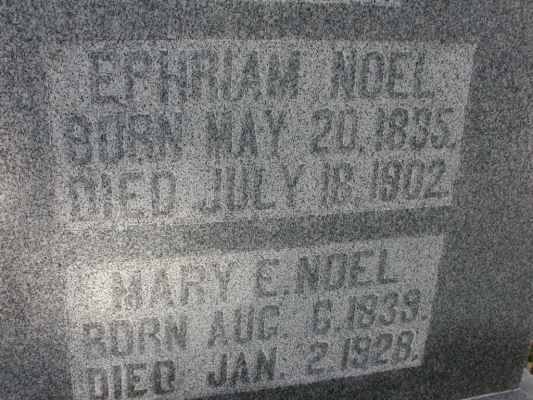 EPHRIAM NOEL
BORN MAY 20, 1835.
DIED JULY 18, 1902.
MARY E. NOEL
BORN AUG. 6, 1839.
DIED JAN. 2, 1928.